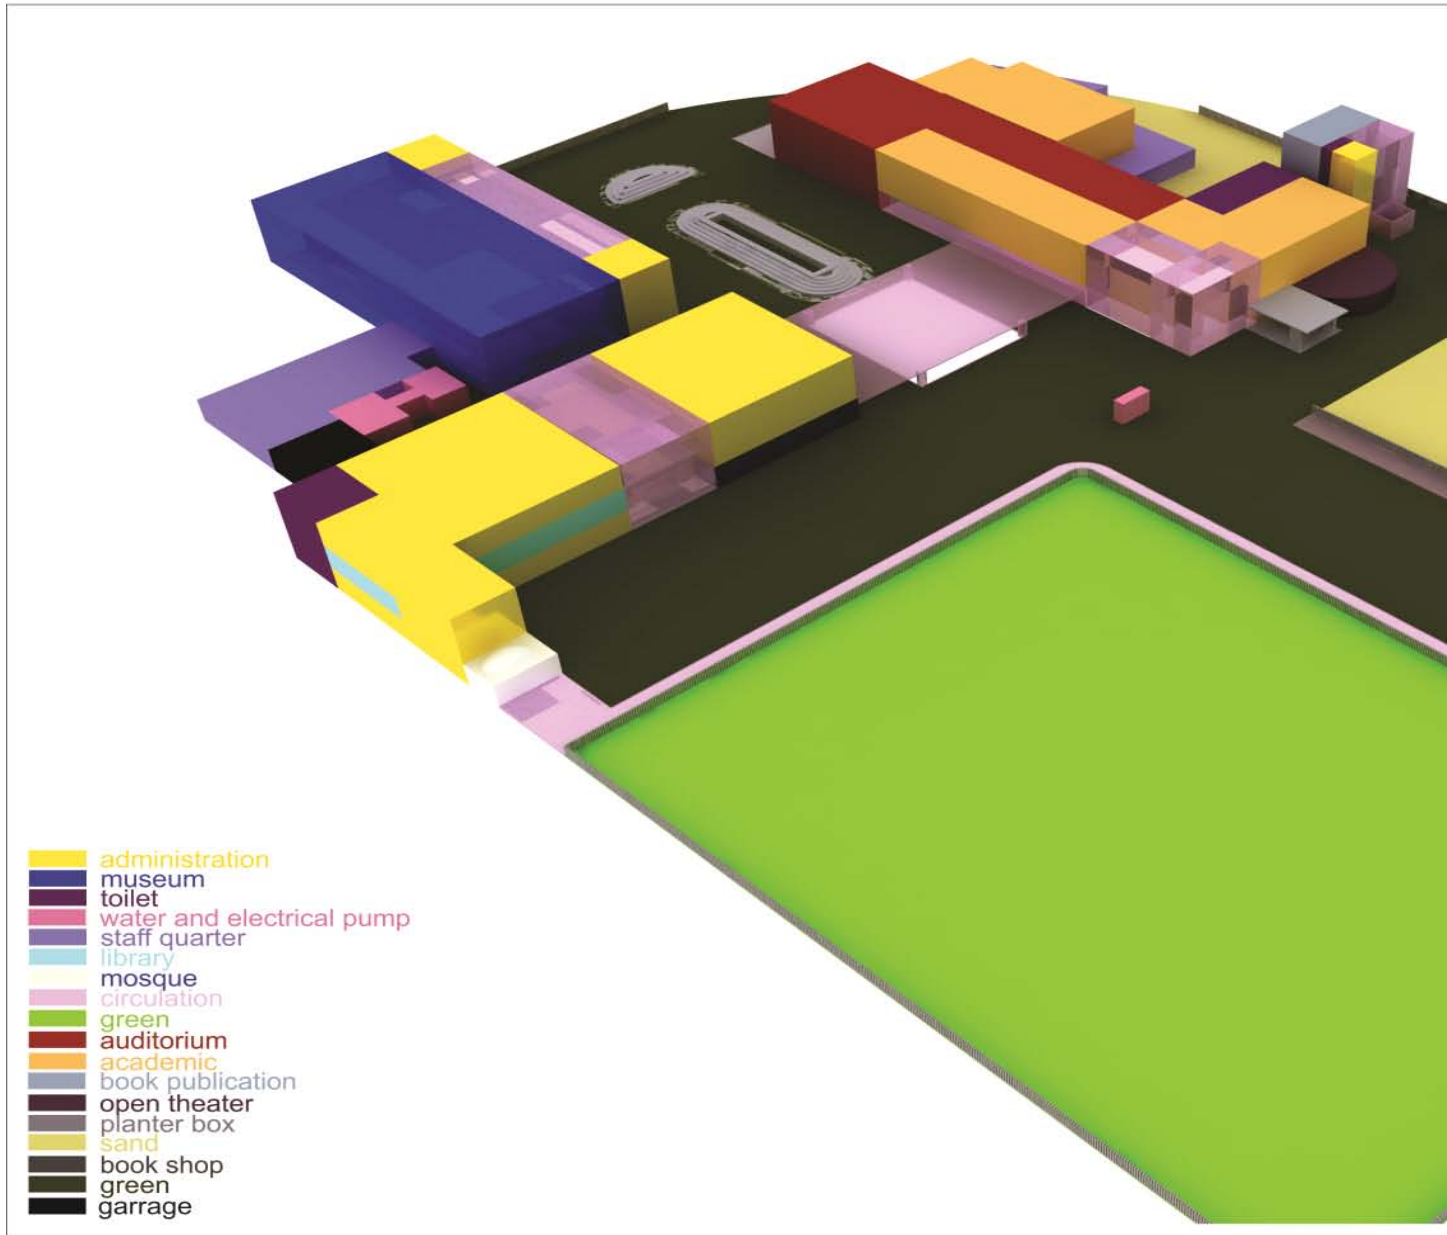 administration
museum
toilet
water and electrical pump
staff quarter
library
mosque
circulation
green
auditorium
academic
book publication
open theater
planter box
sand
book shop
green
garrage